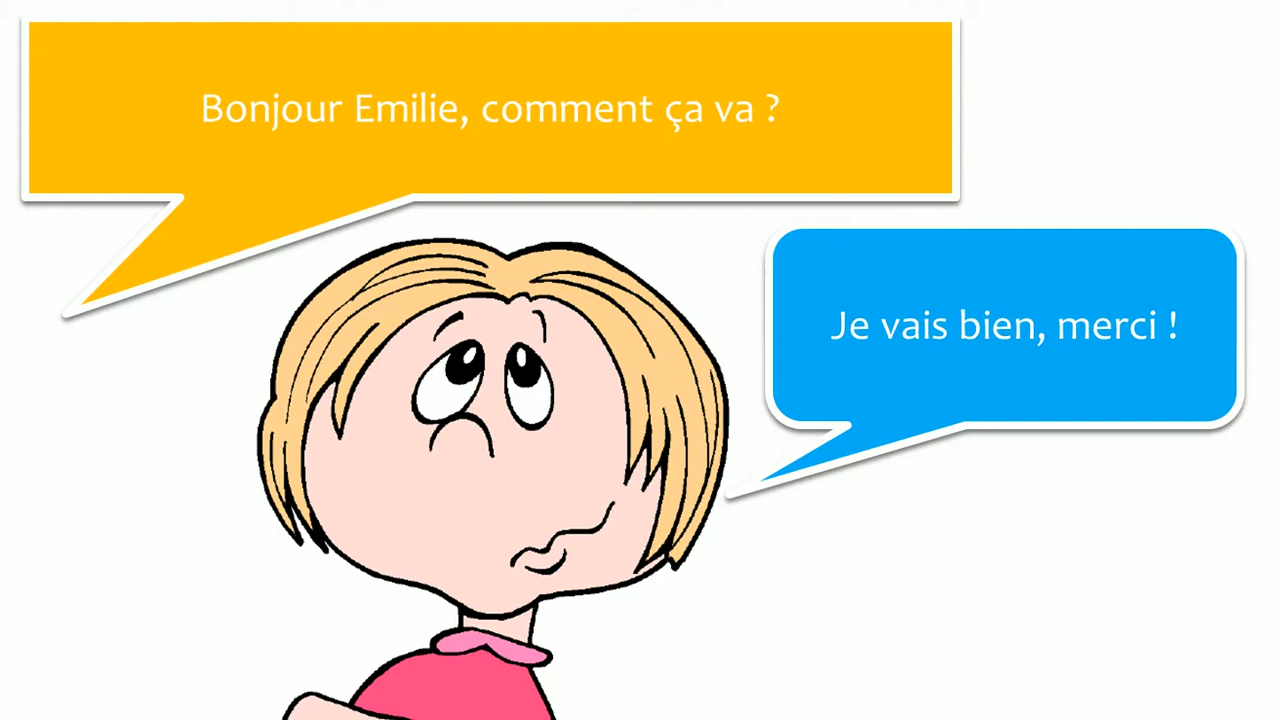 Bonjour Emilie, comment ça va ?
Je vais bien, merci !